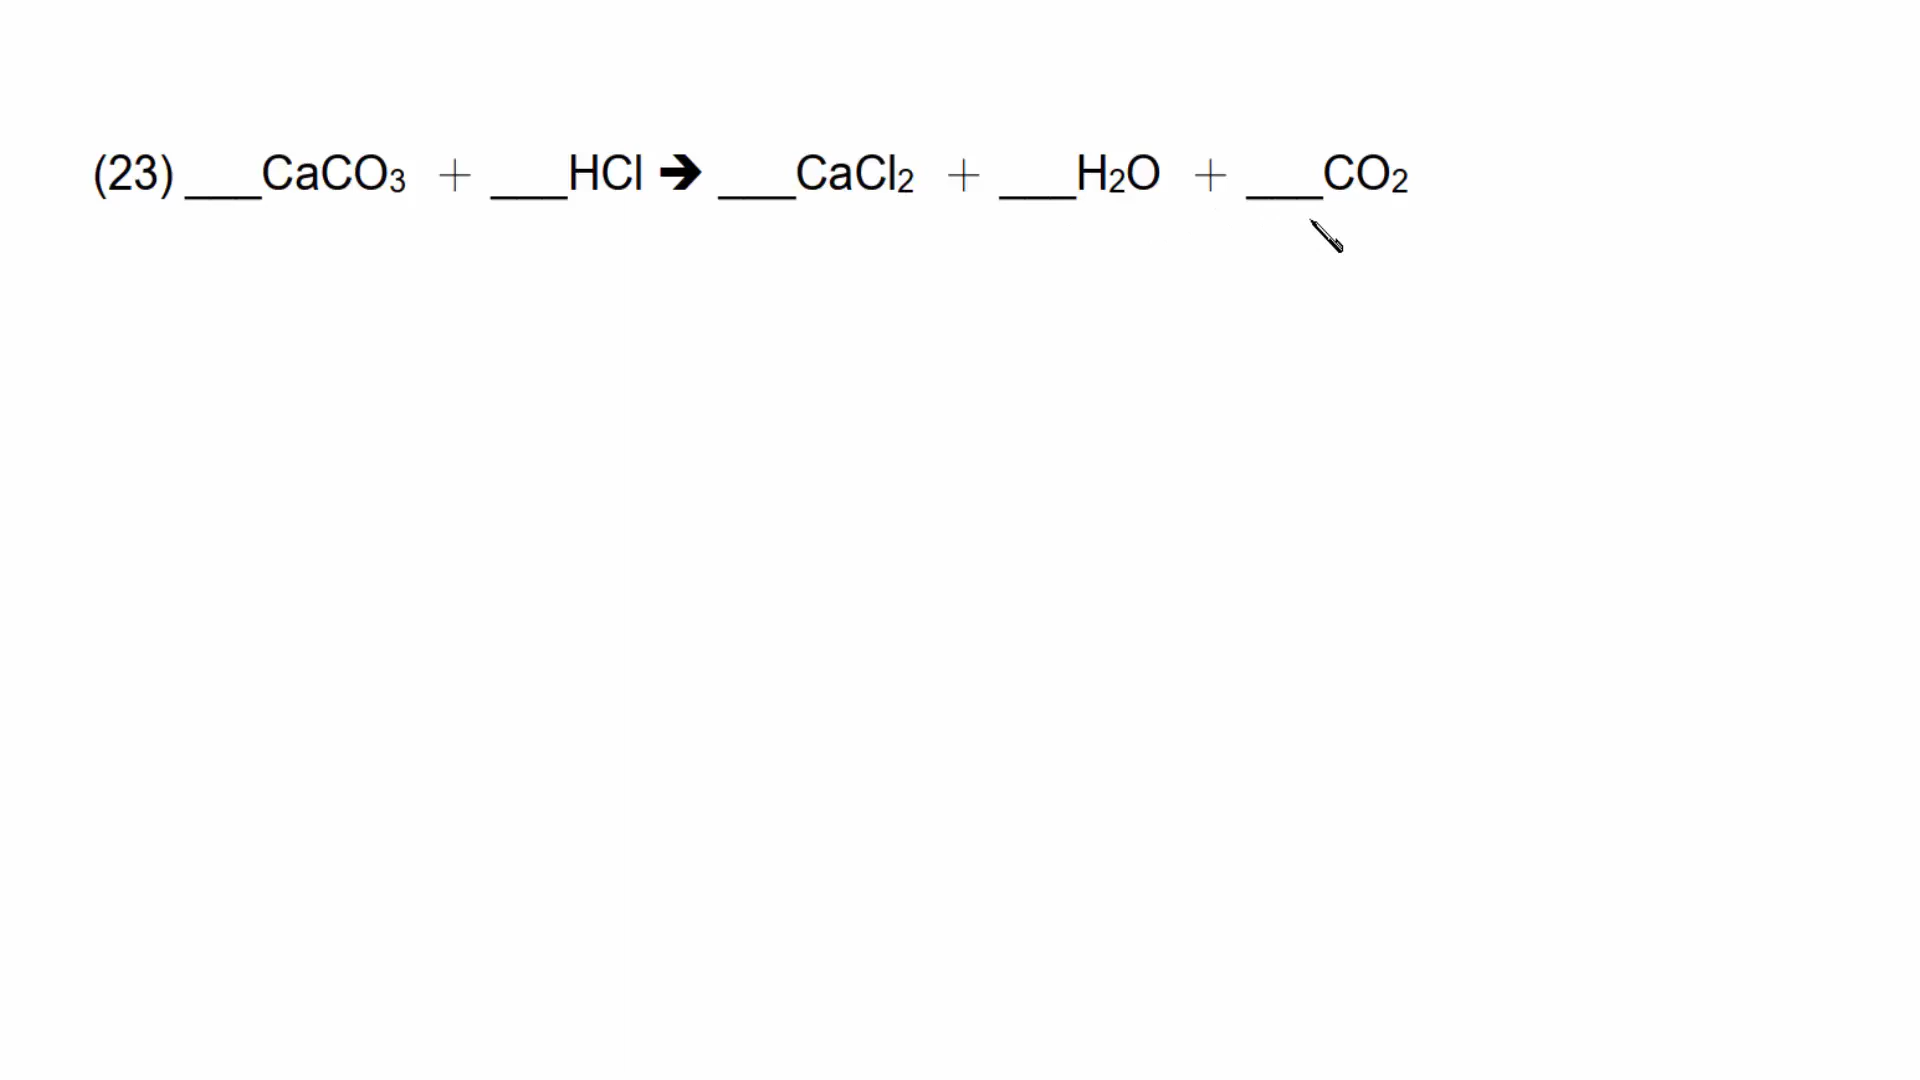 (23) ___CaCO₃ + ___HCl ➔ ___CaCl₂ + ___H₂O + ___CO₂